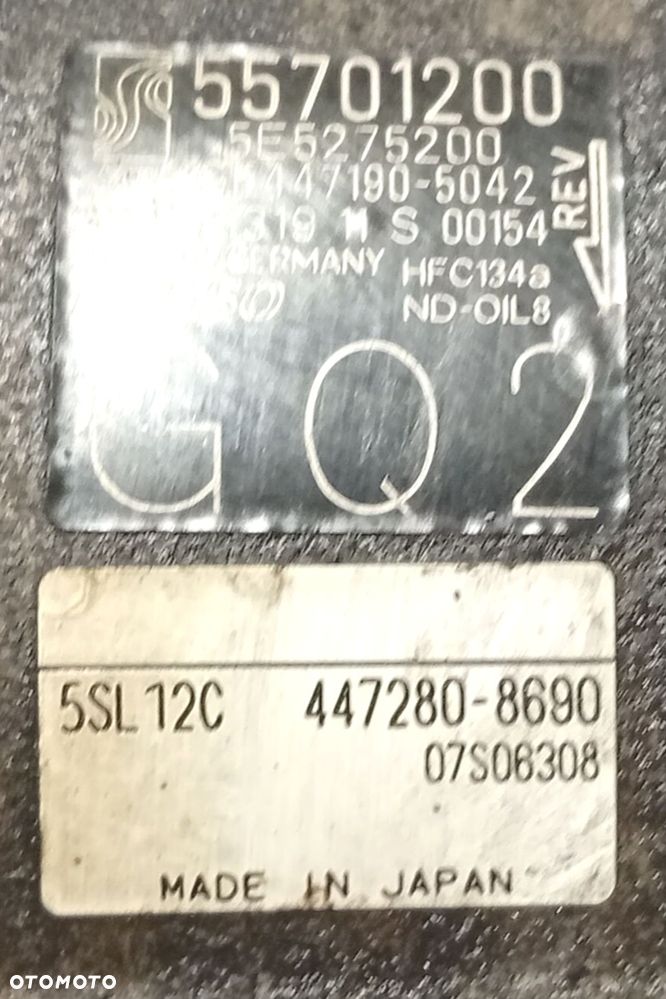 55701200
5E5275200
447190-5042
319 M S 00154
REV
GERMANY HFC134a
ND-OIL8
GQ2
5SL12C 447280-8690
07S06308
MADE IN JAPAN
OTOMOTO